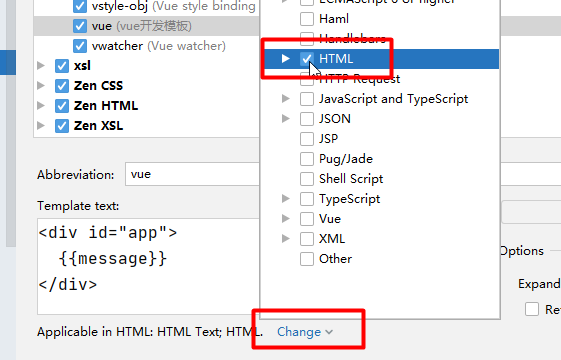 vstyle-obj (Vue style binding
vue (vue开发模板)
vwatcher (Vue watcher)
xsl
Zen CSS
Zen HTML
Zen XSL
ECMAScript 6 or higher
Haml
Handlebars
HTML
HTTP Request
JavaScript and TypeScript
JSON
JSP
Pug/Jade
Shell Script
TypeScript
Vue
XML
Other
Abbreviation:
vue
Template text:
<div id="app">
{{message}}
</div>
Options
Expand
Applicable in HTML: HTML Text; HTML.
Change